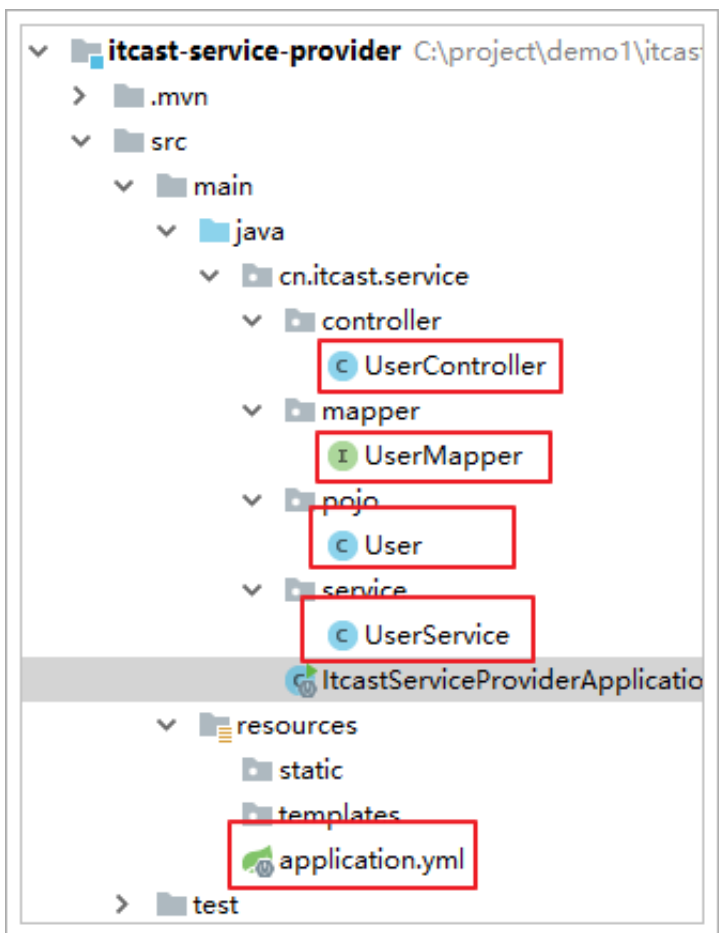 itcast-service-provider C:\project\demo1\itcas
.mvn
src
main
java
cn.itcast.service
controller
C UserController
mapper
I UserMapper
pojo
C User
service
C UserService
ItcastServiceProviderApplicatio
resources
static
templates
application.yml
test